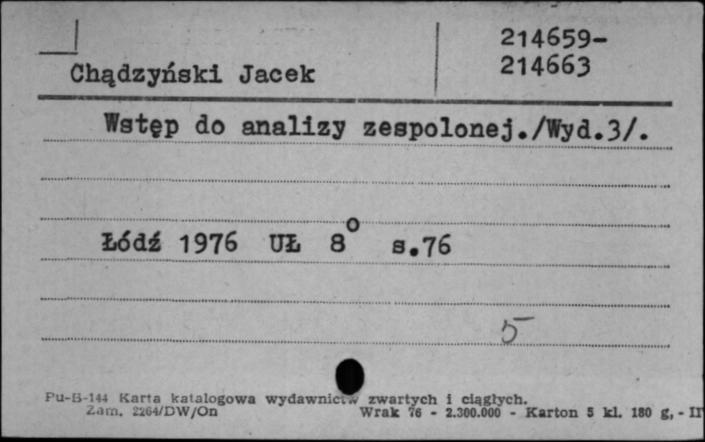 214659-
Chądzyński Jacek 214663
Wstęp do analizy zespolonej./Wyd.3/.
Łódź 1976 UŁ 8° s.76
5
Pu-B-144 Karta katalogowa wydawnictw zwartych i ciągłych.
Zam. 2264/DW/On Wrak 76 - 2.300.000 - Karton 5 kl. 180 g, - II